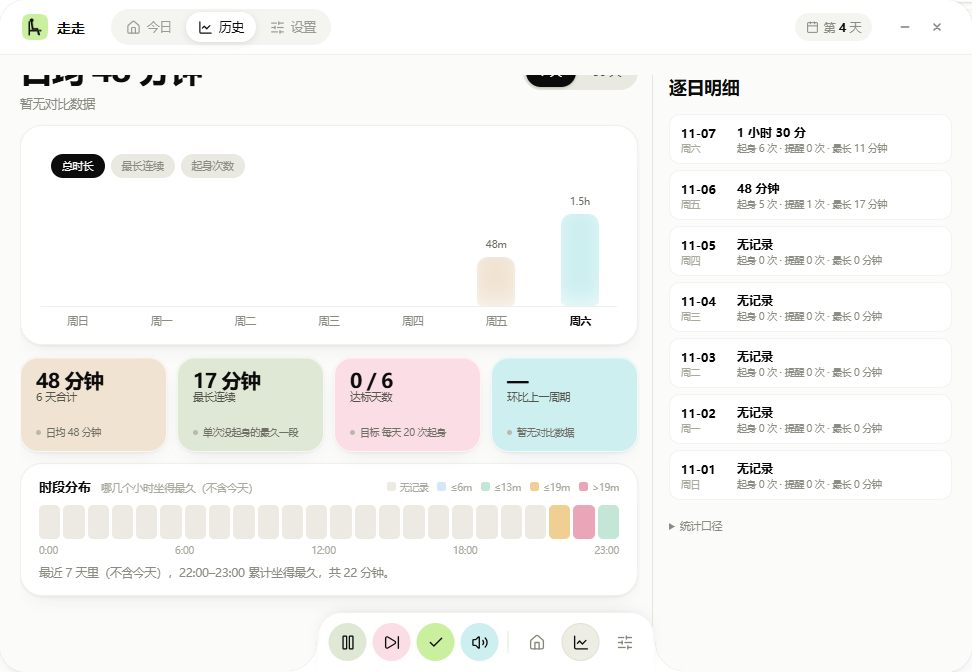 走走
今日
历史
设置
第 4 天
日均 48 分钟
暂无对比数据
总时长
最长连续
起身次数
1.5h
48m
周日
周一
周二
周三
周四
周五
周六
48 分钟
6 天合计
日均 48 分钟
17 分钟
最长连续
单次没起身的最久一段
0 / 6
达标天数
目标 每天 20 次起身
—
环比上一周期
暂无对比数据
时段分布 哪几个小时坐得最久（不含今天）
无记录 ≤6m ≤13m ≤19m >19m
0:00 6:00 12:00 18:00 23:00
最近 7 天里（不含今天），22:00–23:00 累计坐得最久，共 22 分钟。
逐日明细
11-07 1 小时 30 分
周六 起身 6 次 · 提醒 0 次 · 最长 11 分钟
11-06 48 分钟
周五 起身 5 次 · 提醒 1 次 · 最长 17 分钟
11-05 无记录
周四 起身 0 次 · 提醒 0 次 · 最长 0 分钟
11-04 无记录
周三 起身 0 次 · 提醒 0 次 · 最长 0 分钟
11-03 无记录
周二 起身 0 次 · 提醒 0 次 · 最长 0 分钟
11-02 无记录
周一 起身 0 次 · 提醒 0 次 · 最长 0 分钟
11-01 无记录
周日 起身 0 次 · 提醒 0 次 · 最长 0 分钟
统计口径